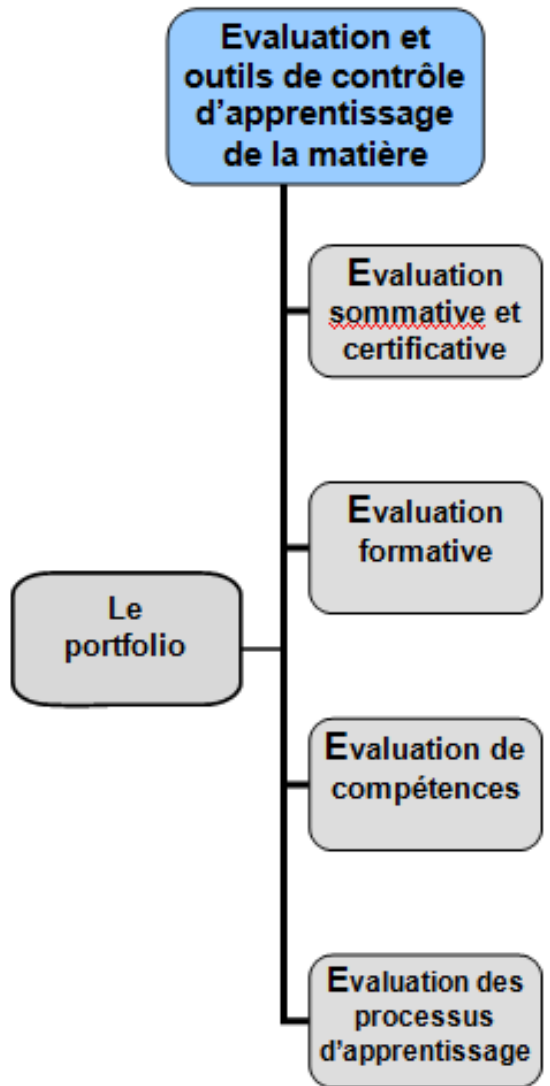 Evaluation et
outils de contrôle
d’apprentissage
de la matière
Evaluation
sommative et
certificative
Evaluation
formative
Le
portfolio
Evaluation de
compétences
Evaluation des
processus
d’apprentissage